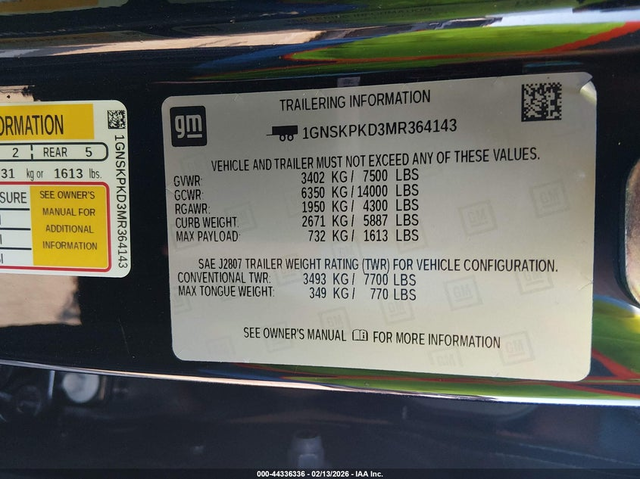 ORMATION
2 REAR 5
31 kg or 1613 lbs.
SURE
SEE OWNER'S
MANUAL FOR
ADDITIONAL
INFORMATION
1GNSKPKD3MR364143
gm
TRAILERING INFORMATION
1GNSKPKD3MR364143
VEHICLE AND TRAILER MUST NOT EXCEED ANY OF THESE VALUES.
GVWR: 3402 KG / 7500 LBS
GCWR: 6350 KG / 14000 LBS
RGAWR: 1950 KG / 4300 LBS
CURB WEIGHT: 2671 KG / 5887 LBS
MAX PAYLOAD: 732 KG / 1613 LBS
SAE J2807 TRAILER WEIGHT RATING (TWR) FOR VEHICLE CONFIGURATION.
CONVENTIONAL TWR: 3493 KG / 7700 LBS
MAX TONGUE WEIGHT: 349 KG / 770 LBS
SEE OWNER'S MANUAL FOR MORE INFORMATION
000-44336336 - 02/13/2026 - IAA Inc.